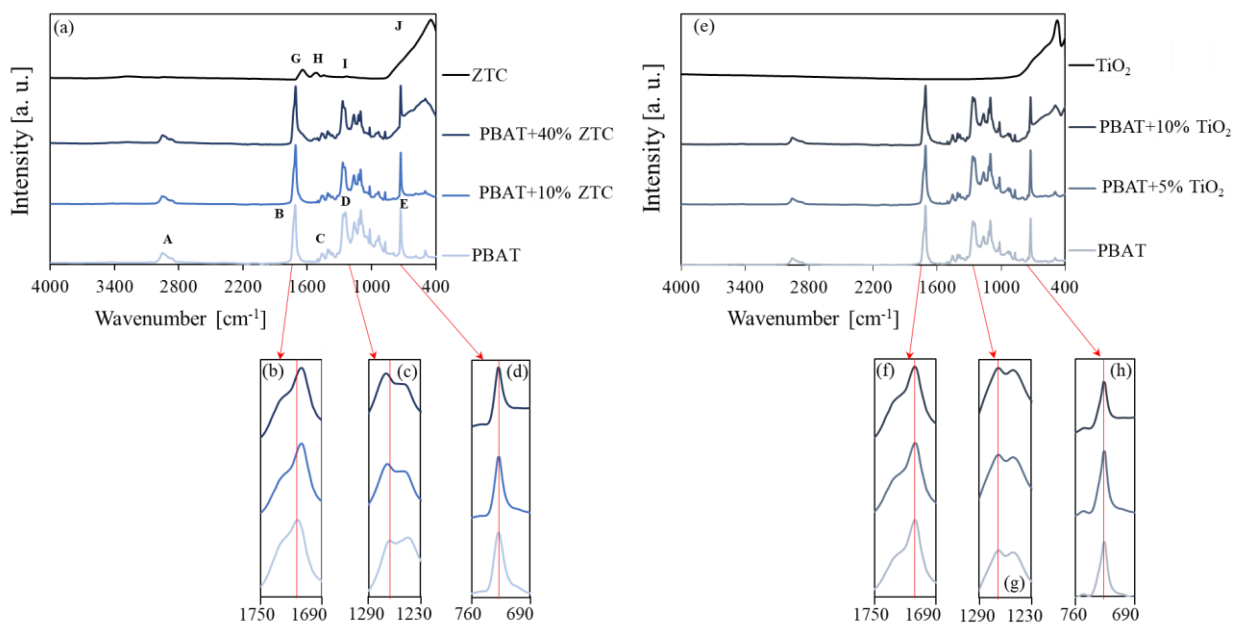 (a)
J
G H I
ZTC
PBAT+40% ZTC
PBAT+10% ZTC
B D E
A C
PBAT
Intensity [a. u.]
4000 2800 2200 1600 1000 400
Wavenumber [cm⁻¹]
(b) (c) (d)
1750 1690 1290 1230 760 690
(e)
TiO₂
PBAT+10% TiO₂
PBAT+5% TiO₂
PBAT
Intensity [a. u.]
4000 2800 2200 1600 1000 400
Wavenumber [cm⁻¹]
(f) (g) (h)
1750 1690 1290 1230 760 690